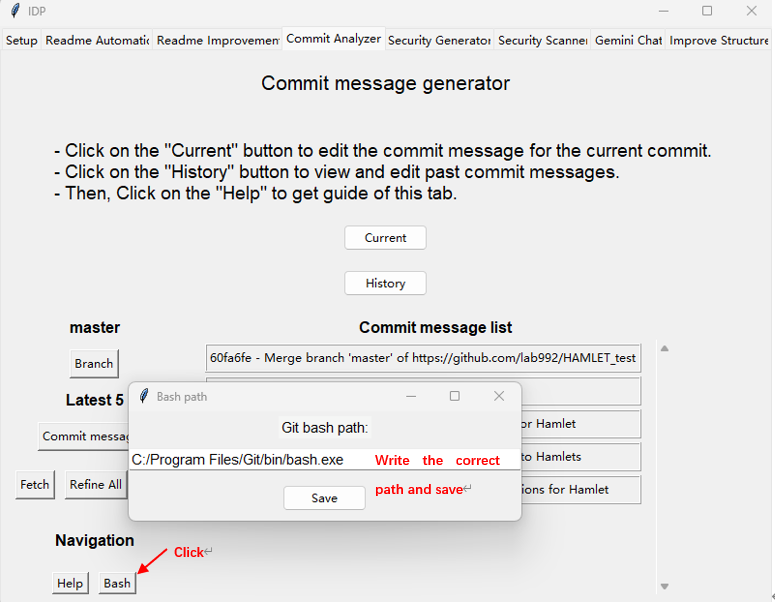 IDP
Setup Readme Automatic Readme Improvement Commit Analyzer Security Generator Security Scanner Gemini Chat Improve Structure
Commit message generator
- Click on the "Current" button to edit the commit message for the current commit.
- Click on the "History" button to view and edit past commit messages.
- Then, Click on the "Help" to get guide of this tab.
Current
History
master
Commit message list
60fa6fe - Merge branch 'master' of https://github.com/lab992/HAMLET_test
Branch
Bash path
Latest 5
or Hamlet
Git bash path:
Commit messag
to Hamlets
C:/Program Files/Git/bin/bash.exe
Write the correct
path and save
Fetch
Refine All
ions for Hamlet
Save
Navigation
Click
Help
Bash